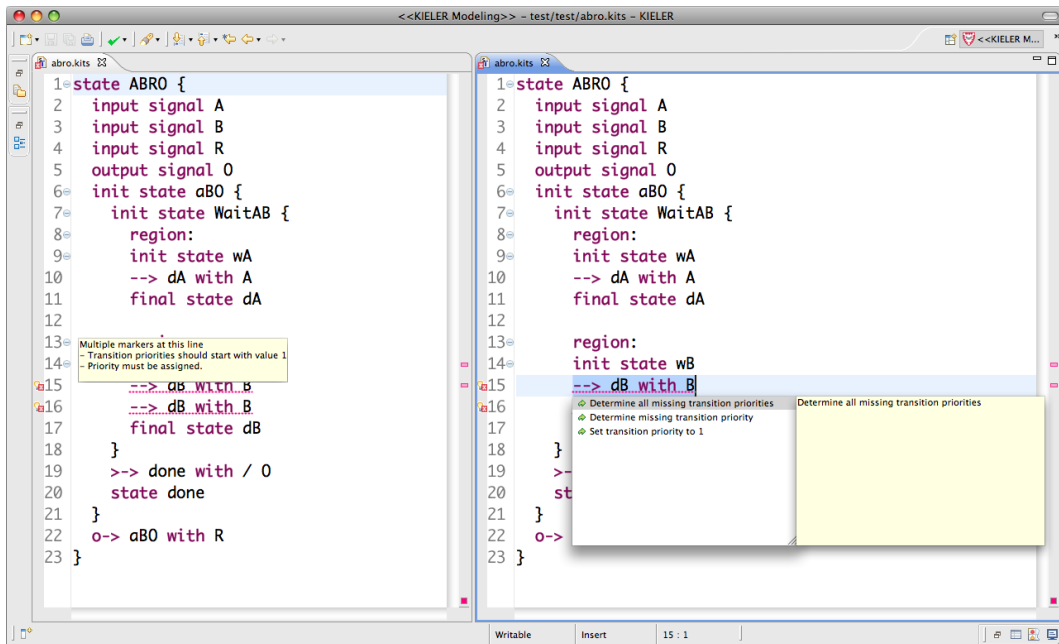 <<KIELER Modeling>> - test/test/abro.kits - KIELER
<<KIELER M...
abro.kits
1 state ABRO {
2 input signal A
3 input signal B
4 input signal R
5 output signal O
6 init state aBO {
7 init state WaitAB {
8 region:
9 init state wA
10 --> dA with A
11 final state dA
12
13
Multiple markers at this line
- Transition priorities should start with value 1
- Priority must be assigned.
14
15 --> dB with B
16 --> dB with B
17 final state dB
18 }
19 >-> done with / O
20 state done
21 }
22 o-> aBO with R
23 }
abro.kits
1 state ABRO {
2 input signal A
3 input signal B
4 input signal R
5 output signal O
6 init state aBO {
7 init state WaitAB {
8 region:
9 init state wA
10 --> dA with A
11 final state dA
12
13 region:
14 init state wB
15 --> dB with B
16
17
18 }
19 >-
20 st
21 }
22 o->
23 }
Determine all missing transition priorities
Determine missing transition priority
Set transition priority to 1
Determine all missing transition priorities
Writable Insert 15 : 1